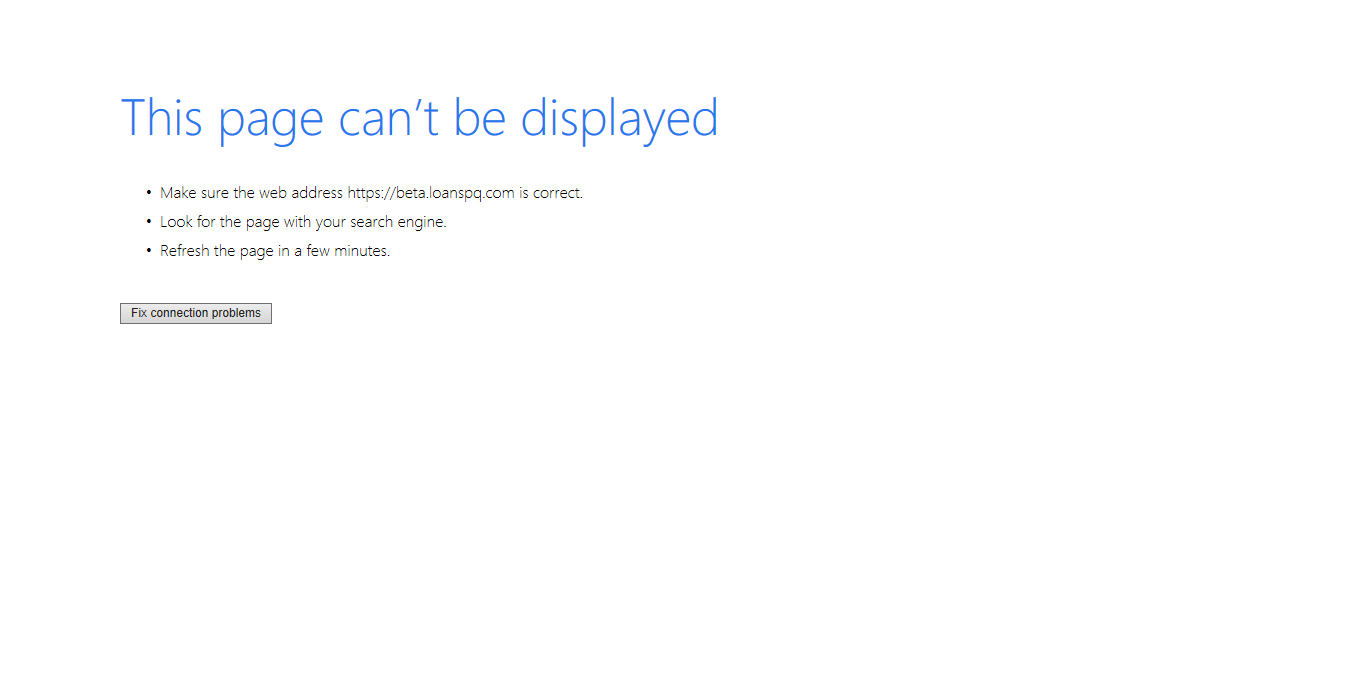 This page can’t be displayed
• Make sure the web address https://beta.loanspq.com is correct.
• Look for the page with your search engine.
• Refresh the page in a few minutes.
Fix connection problems